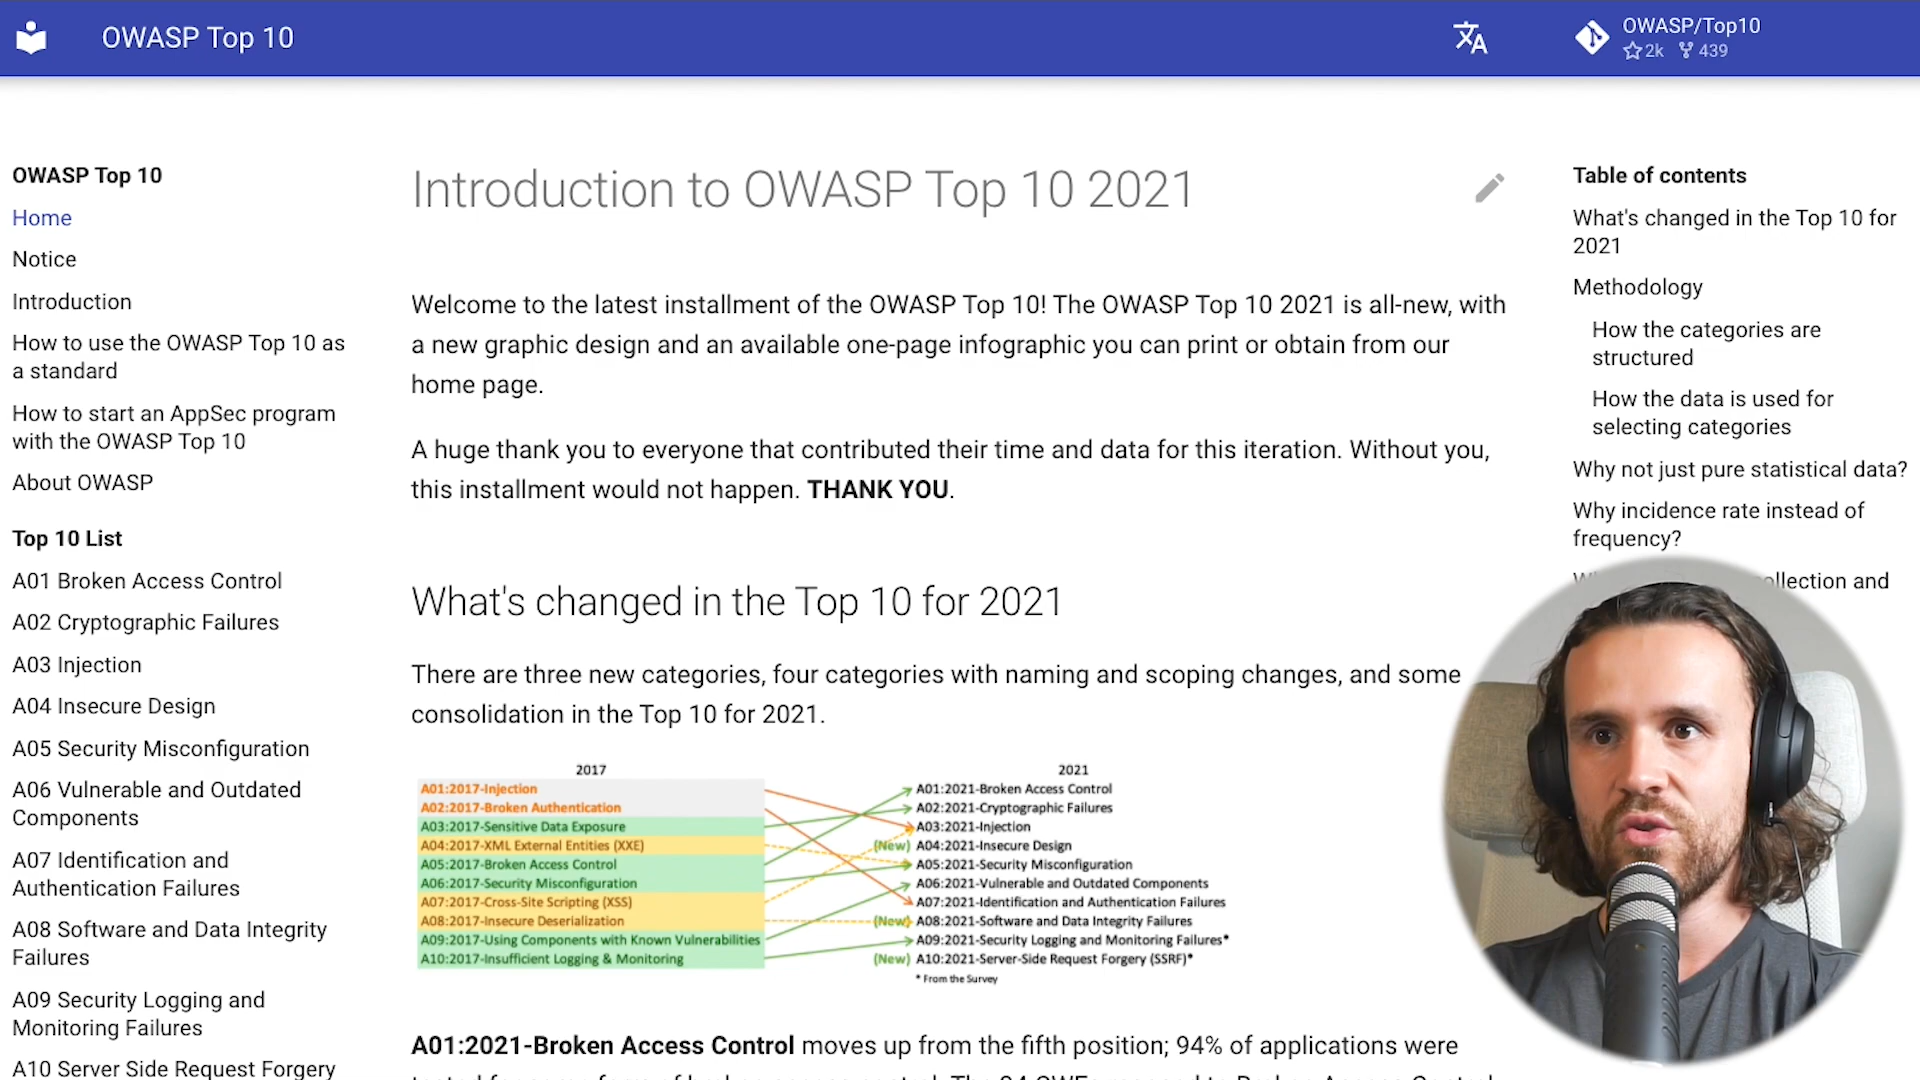 OWASP Top 10
OWASP/Top10
2k 439
OWASP Top 10
Home
Notice
Introduction
How to use the OWASP Top 10 as
a standard
How to start an AppSec program
with the OWASP Top 10
About OWASP
Top 10 List
A01 Broken Access Control
A02 Cryptographic Failures
A03 Injection
A04 Insecure Design
A05 Security Misconfiguration
A06 Vulnerable and Outdated
Components
A07 Identification and
Authentication Failures
A08 Software and Data Integrity
Failures
A09 Security Logging and
Monitoring Failures
A10 Server Side Request Forgery
Introduction to OWASP Top 10 2021
Welcome to the latest installment of the OWASP Top 10! The OWASP Top 10 2021 is all-new, with
a new graphic design and an available one-page infographic you can print or obtain from our
home page.
A huge thank you to everyone that contributed their time and data for this iteration. Without you,
this installment would not happen. THANK YOU.
What's changed in the Top 10 for 2021
There are three new categories, four categories with naming and scoping changes, and some
consolidation in the Top 10 for 2021.
2017
A01:2017-Injection
A02:2017-Broken Authentication
A03:2017-Sensitive Data Exposure
A04:2017-XML External Entities (XXE)
A05:2017-Broken Access Control
A06:2017-Security Misconfiguration
A07:2017-Cross-Site Scripting (XSS)
A08:2017-Insecure Deserialization
A09:2017-Using Components with Known Vulnerabilities
A10:2017-Insufficient Logging & Monitoring
2021
A01:2021-Broken Access Control
A02:2021-Cryptographic Failures
A03:2021-Injection
(New) A04:2021-Insecure Design
A05:2021-Security Misconfiguration
A06:2021-Vulnerable and Outdated Components
A07:2021-Identification and Authentication Failures
(New) A08:2021-Software and Data Integrity Failures
A09:2021-Security Logging and Monitoring Failures*
(New) A10:2021-Server-Side Request Forgery (SSRF)*
* From the Survey
A01:2021-Broken Access Control moves up from the fifth position; 94% of applications were
Table of contents
What's changed in the Top 10 for
2021
Methodology
How the categories are
structured
How the data is used for
selecting categories
Why not just pure statistical data?
Why incidence rate instead of
frequency?
and